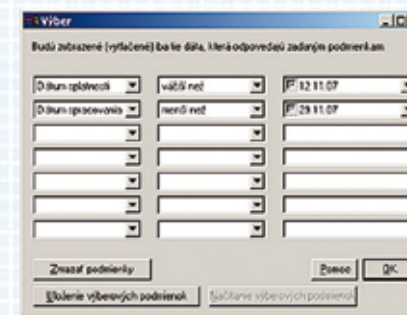 Výber
Budú zobrazené (vytlačené) iba tie dáta, ktorá odpovedajú zadaným podmienkam
Dátum splatnosti väčší než 12.11.07
Dátum spracovania menší než 29.11.07
Zmazať podmienky Pomoc OK
Uloženie výberových podmienok Načítanie výberových podmienok